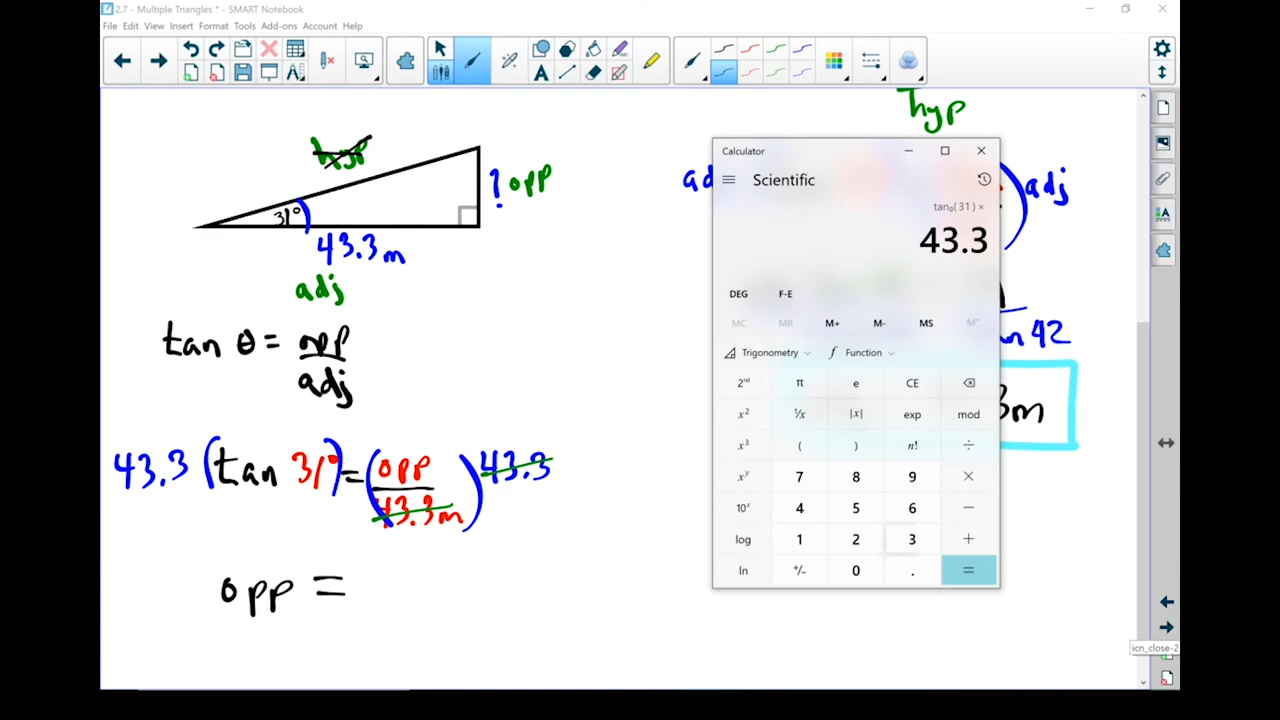 2.7 - Multiple Triangles * - SMART Notebook
File Edit View Insert Format Tools Add-ons Account Help
hyp
hyp
? opp
31°
43.3 m
adj
tan θ = opp
adj
43.3 (tan 31°) = (opp) 43.3
43.3 m
opp =
adj
Calculator
Scientific
tan₀(31) ×
43.3
DEG F-E
MC MR M+ M- MS M˅
Trigonometry f Function
2ⁿᵈ π e CE
x² ¹/x |x| exp mod
x³ ( ) n! ÷
xʸ 7 8 9 ×
10ˣ 4 5 6 −
log 1 2 3 +
ln +/− 0 . =
42
m
icn_close-2